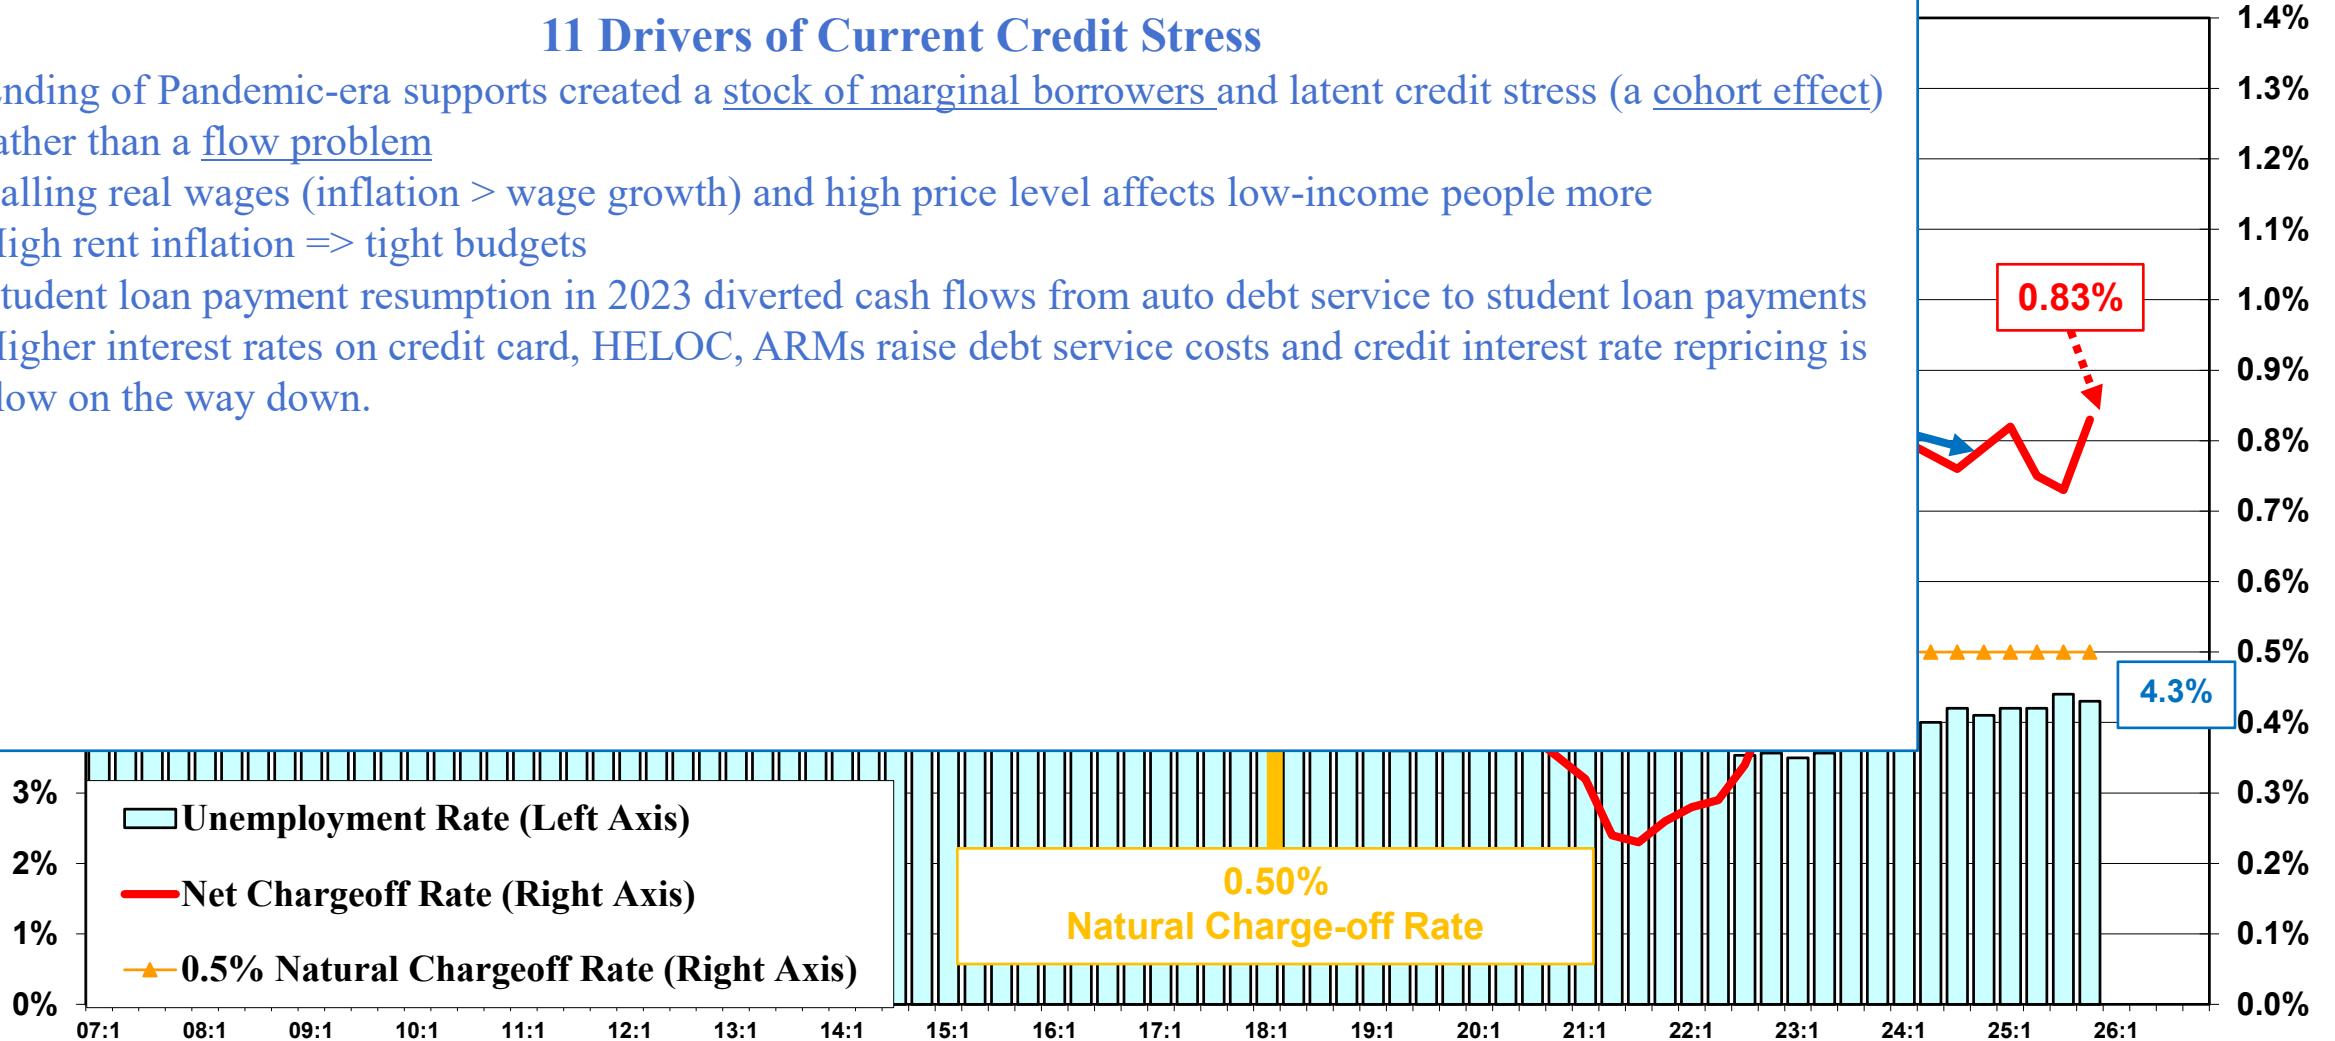 11 Drivers of Current Credit Stress
nding of Pandemic-era supports created a stock of marginal borrowers and latent credit stress (a cohort effect)
ather than a flow problem
alling real wages (inflation > wage growth) and high price level affects low-income people more
igh rent inflation => tight budgets
tudent loan payment resumption in 2023 diverted cash flows from auto debt service to student loan payments
igher interest rates on credit card, HELOC, ARMs raise debt service costs and credit interest rate repricing is
low on the way down.
1.4%
1.3%
1.2%
1.1%
1.0%
0.9%
0.8%
0.7%
0.6%
0.5%
0.4%
0.3%
0.2%
0.1%
0.0%
0.83%
4.3%
3%
2%
1%
0%
Unemployment Rate (Left Axis)
Net Chargeoff Rate (Right Axis)
0.5% Natural Chargeoff Rate (Right Axis)
0.50%
Natural Charge-off Rate
07:1 08:1 09:1 10:1 11:1 12:1 13:1 14:1 15:1 16:1 17:1 18:1 19:1 20:1 21:1 22:1 23:1 24:1 25:1 26:1